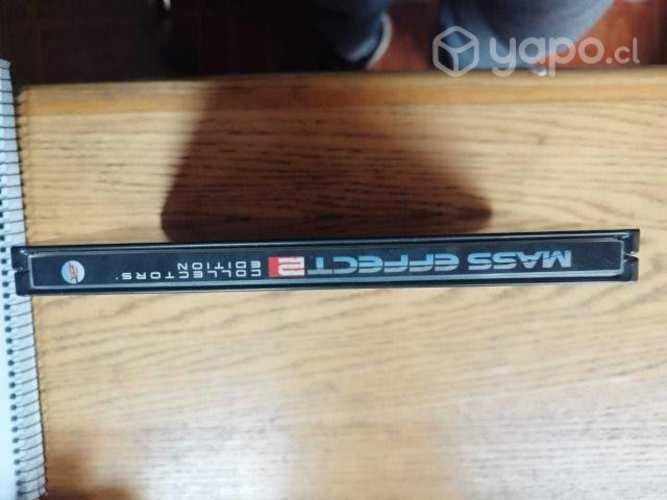 yapo.cl
MASS EFFECT 2
COLLECTORS'
EDITION